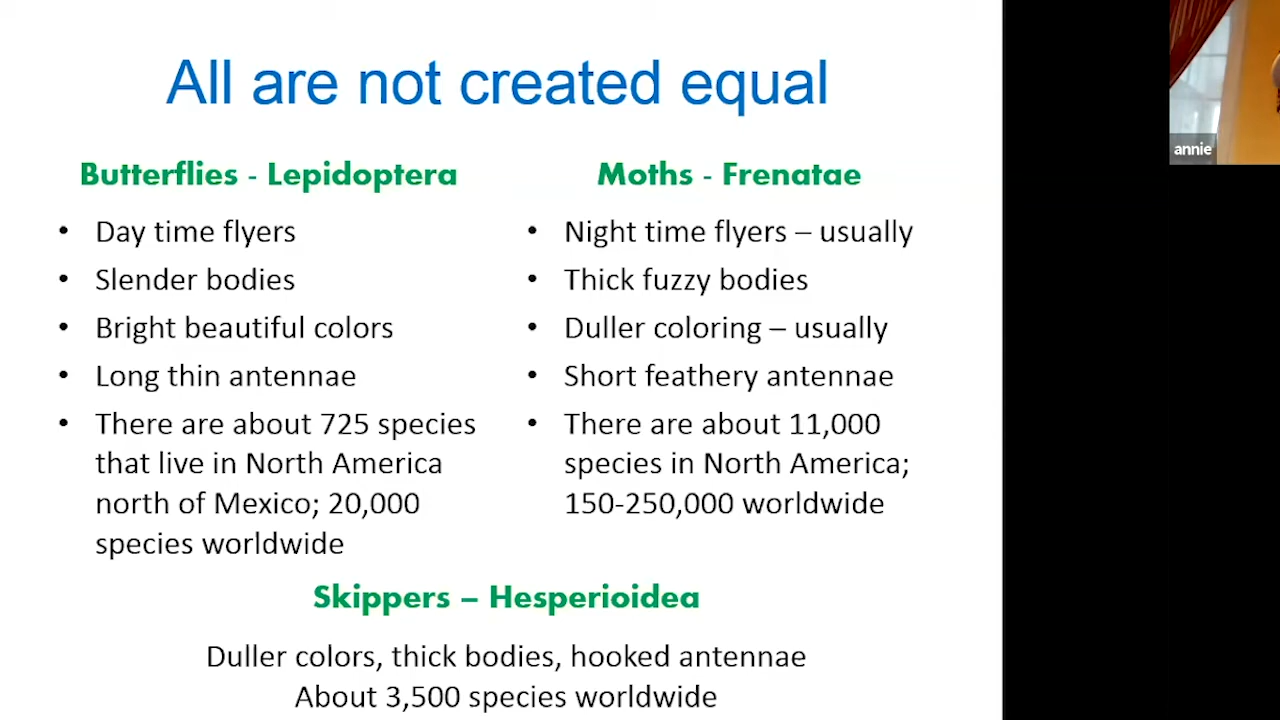 All are not created equal
Butterflies - Lepidoptera
• Day time flyers
• Slender bodies
• Bright beautiful colors
• Long thin antennae
• There are about 725 species
that live in North America
north of Mexico; 20,000
species worldwide
Moths - Frenatae
• Night time flyers – usually
• Thick fuzzy bodies
• Duller coloring – usually
• Short feathery antennae
• There are about 11,000
species in North America;
150-250,000 worldwide
Skippers – Hesperioidea
Duller colors, thick bodies, hooked antennae
About 3,500 species worldwide
annie